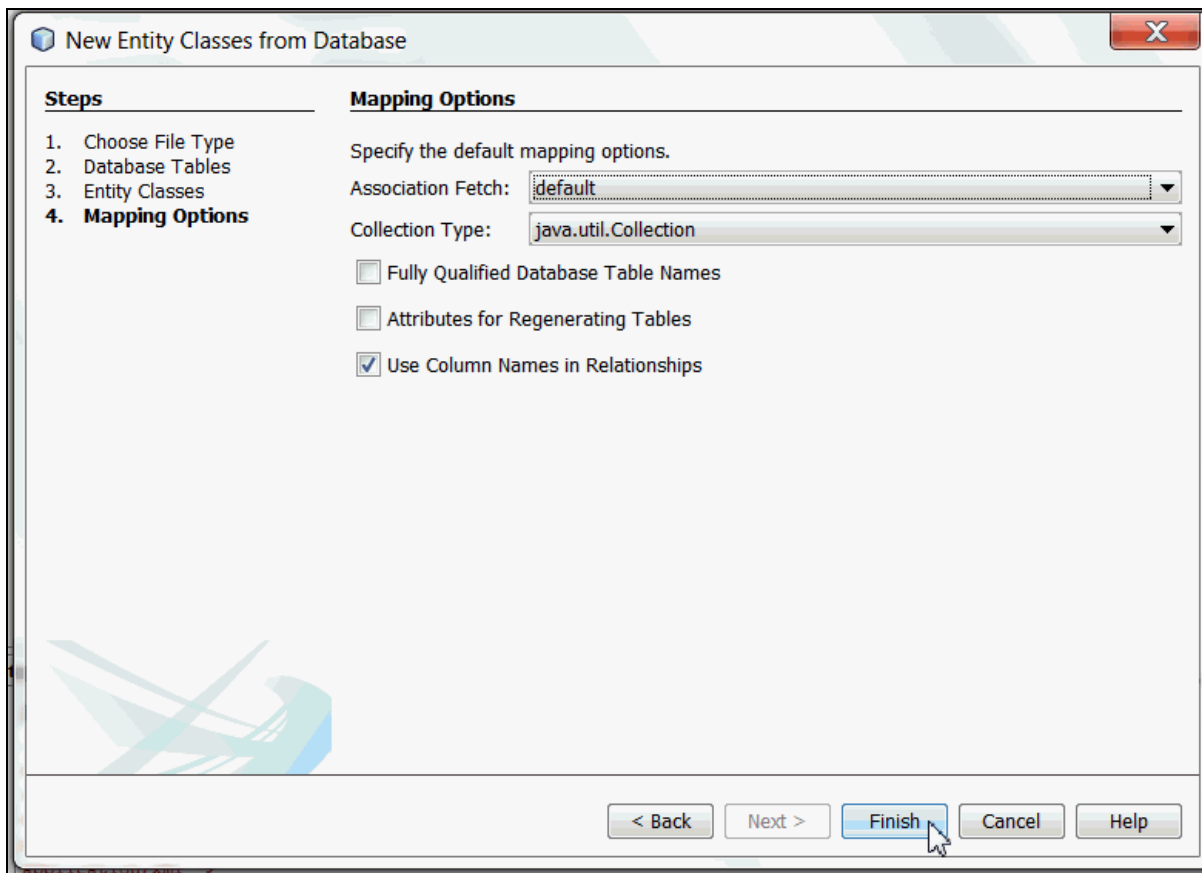 New Entity Classes from Database
X
Steps
1. Choose File Type
2. Database Tables
3. Entity Classes
4. Mapping Options
Mapping Options
Specify the default mapping options.
Association Fetch: default
Collection Type: java.util.Collection
Fully Qualified Database Table Names
Attributes for Regenerating Tables
Use Column Names in Relationships
< Back Next > Finish Cancel Help